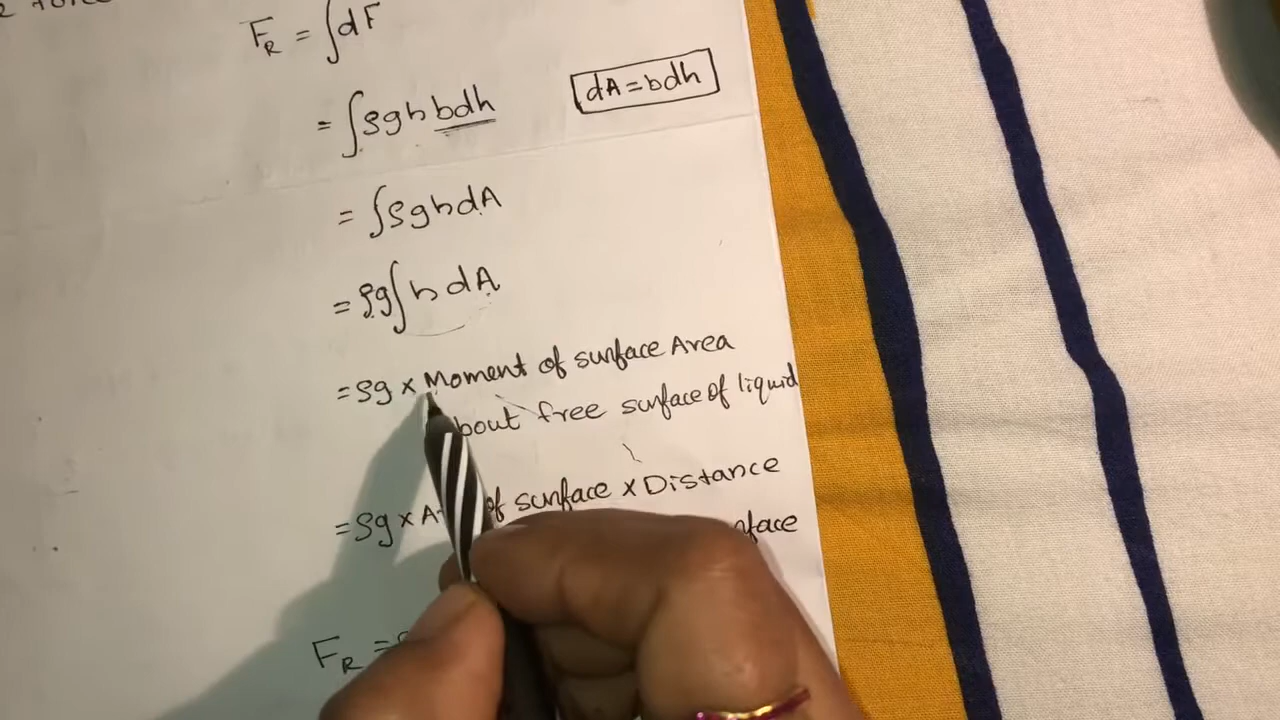 force
F_R = ∫dF
= ∫ρgh bdh
dA = bdh
= ∫ρghdA
= ρg∫h dA
= ρg × Moment of surface Area
bout free surface of liquid
= ρg × of surface × Distance
F_R =